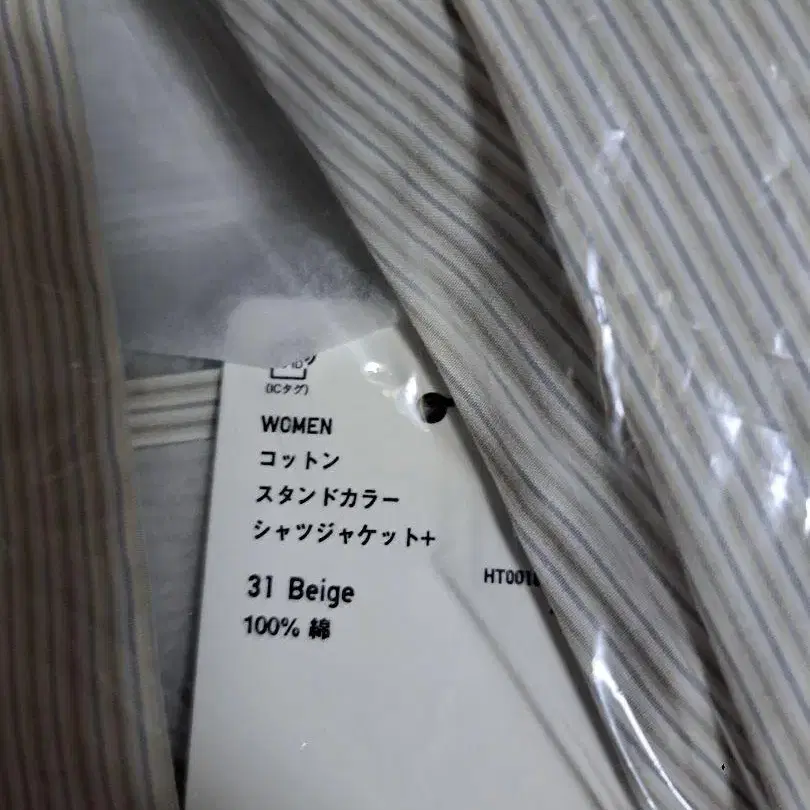 (ICタグ)
WOMEN
コットン
スタンドカラー
シャツジャケット+
31 Beige
100% 綿